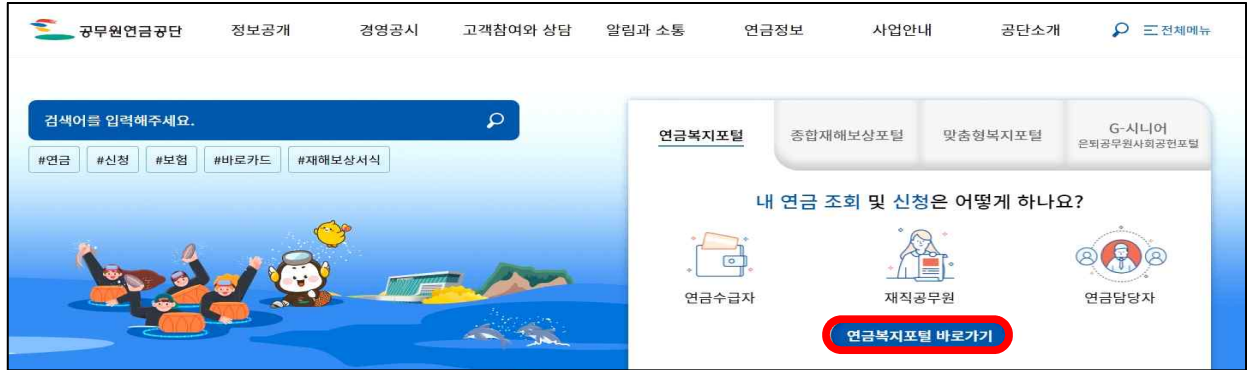 공무원연금공단 정보공개 경영공시 고객참여와 상담 알림과 소통 연금정보 사업안내 공단소개 전체메뉴
검색어를 입력해주세요.
#연금 #신청 #보험 #바로카드 #재해보상서식
연금복지포털 종합재해보상포털 맞춤형복지포털 G-시니어
은퇴공무원사회공헌포털
내 연금 조회 및 신청은 어떻게 하나요?
연금수급자 재직공무원 연금담당자
연금복지포털 바로가기